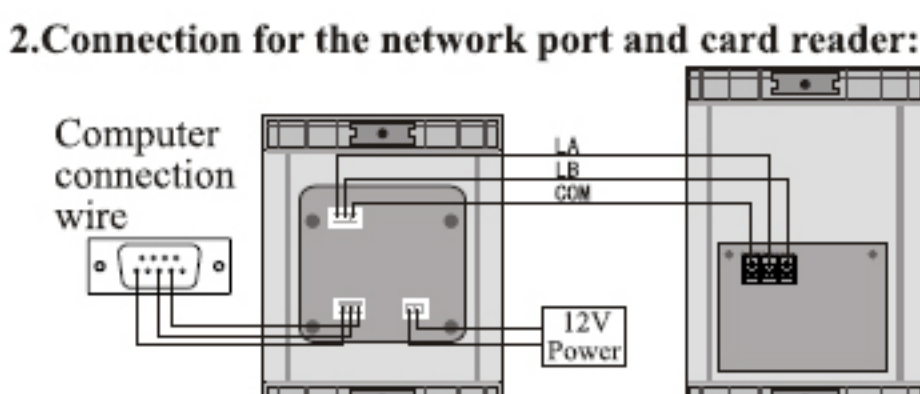 2.Connection for the network port and card reader:
Computer
connection
wire
LA
LB
COM
12V
Power